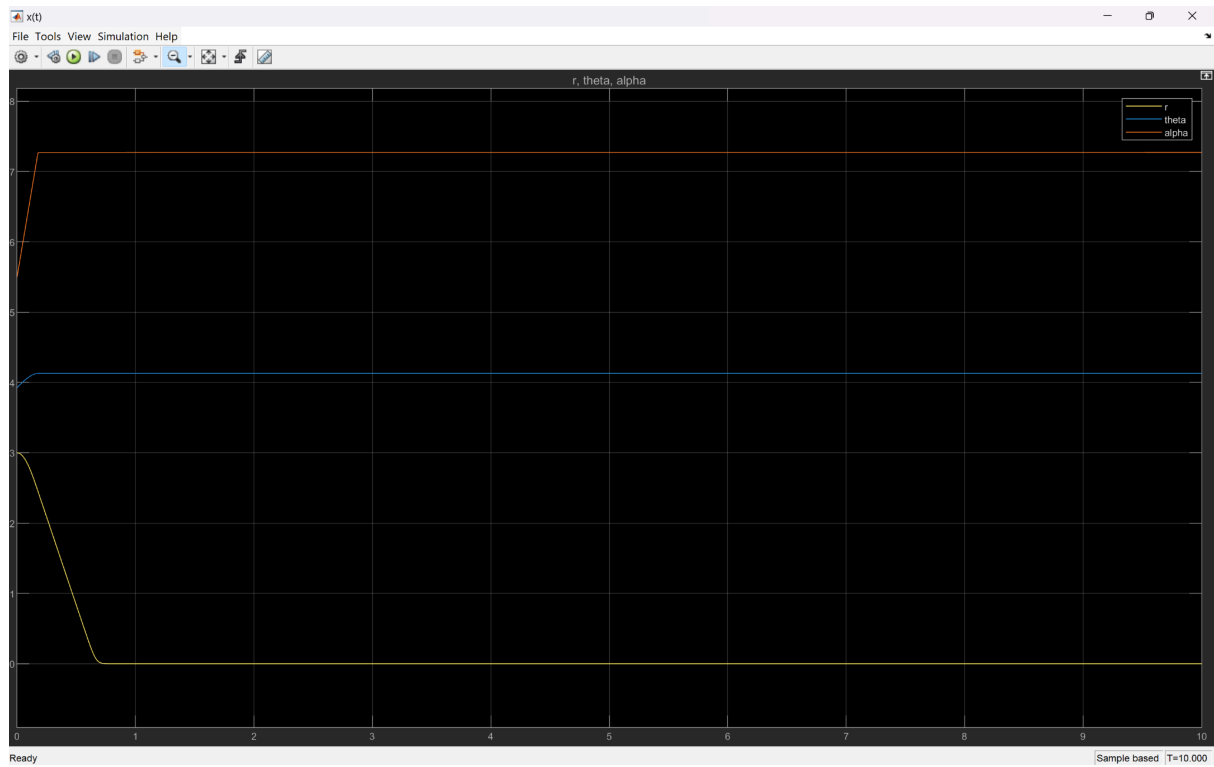 x(t)
File Tools View Simulation Help
r, theta, alpha
8
7
6
5
4
3
2
1
0
r
theta
alpha
0 1 2 3 4 5 6 7 8 9 10
Ready
Sample based T=10.000